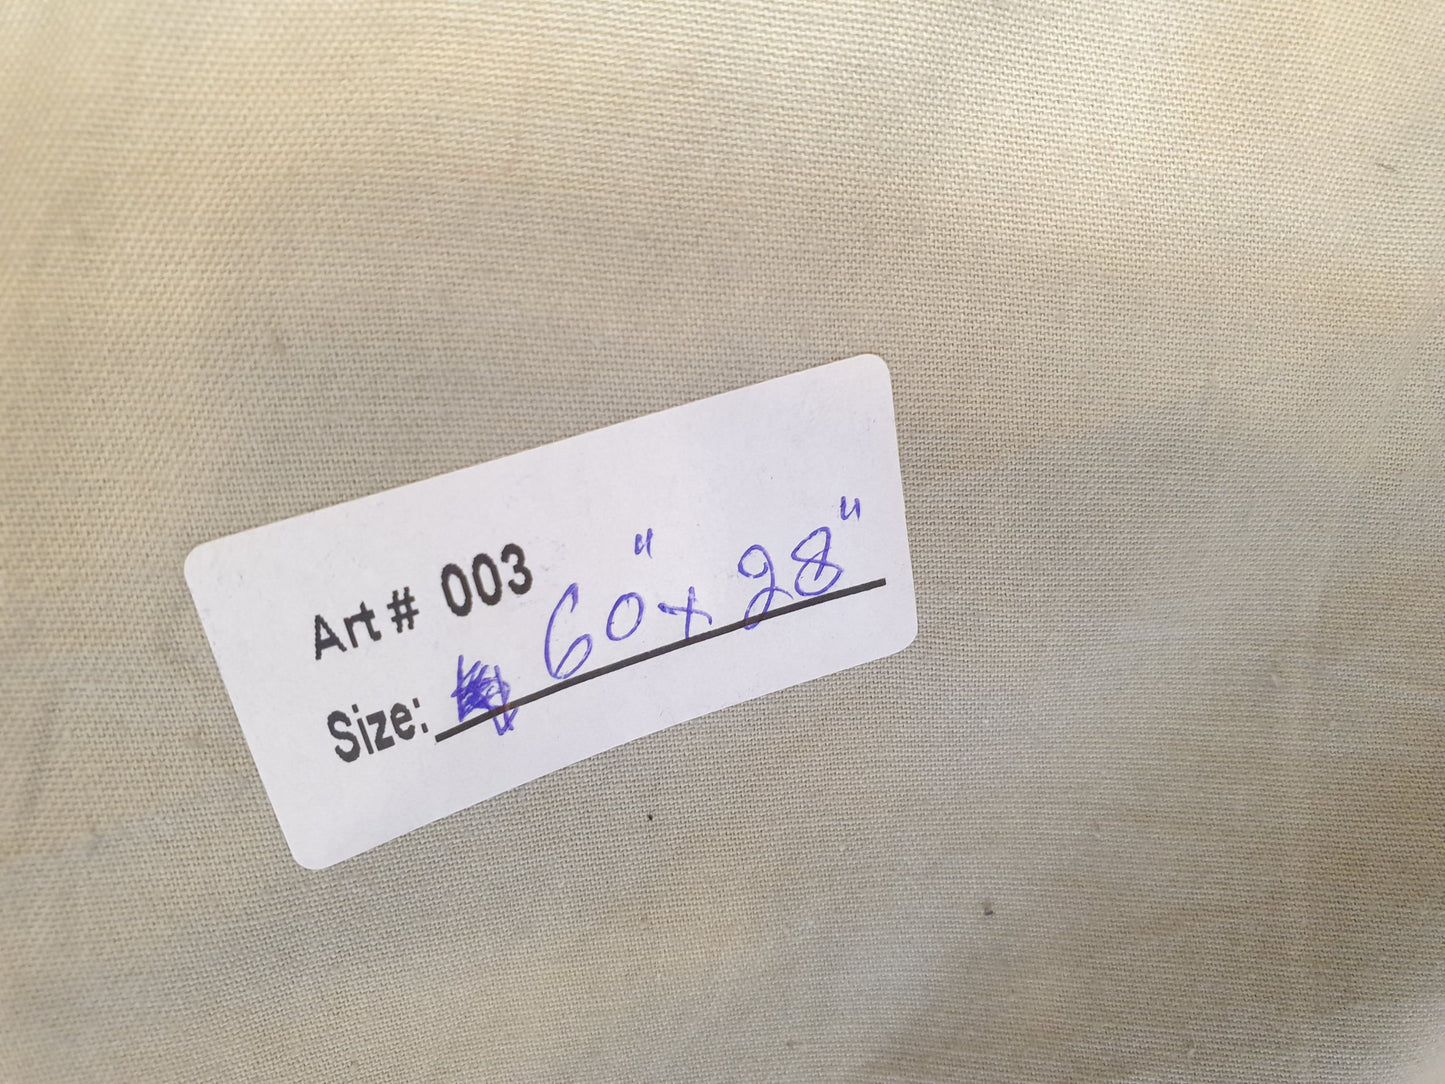 Art # 003
Size: 60" x 28"